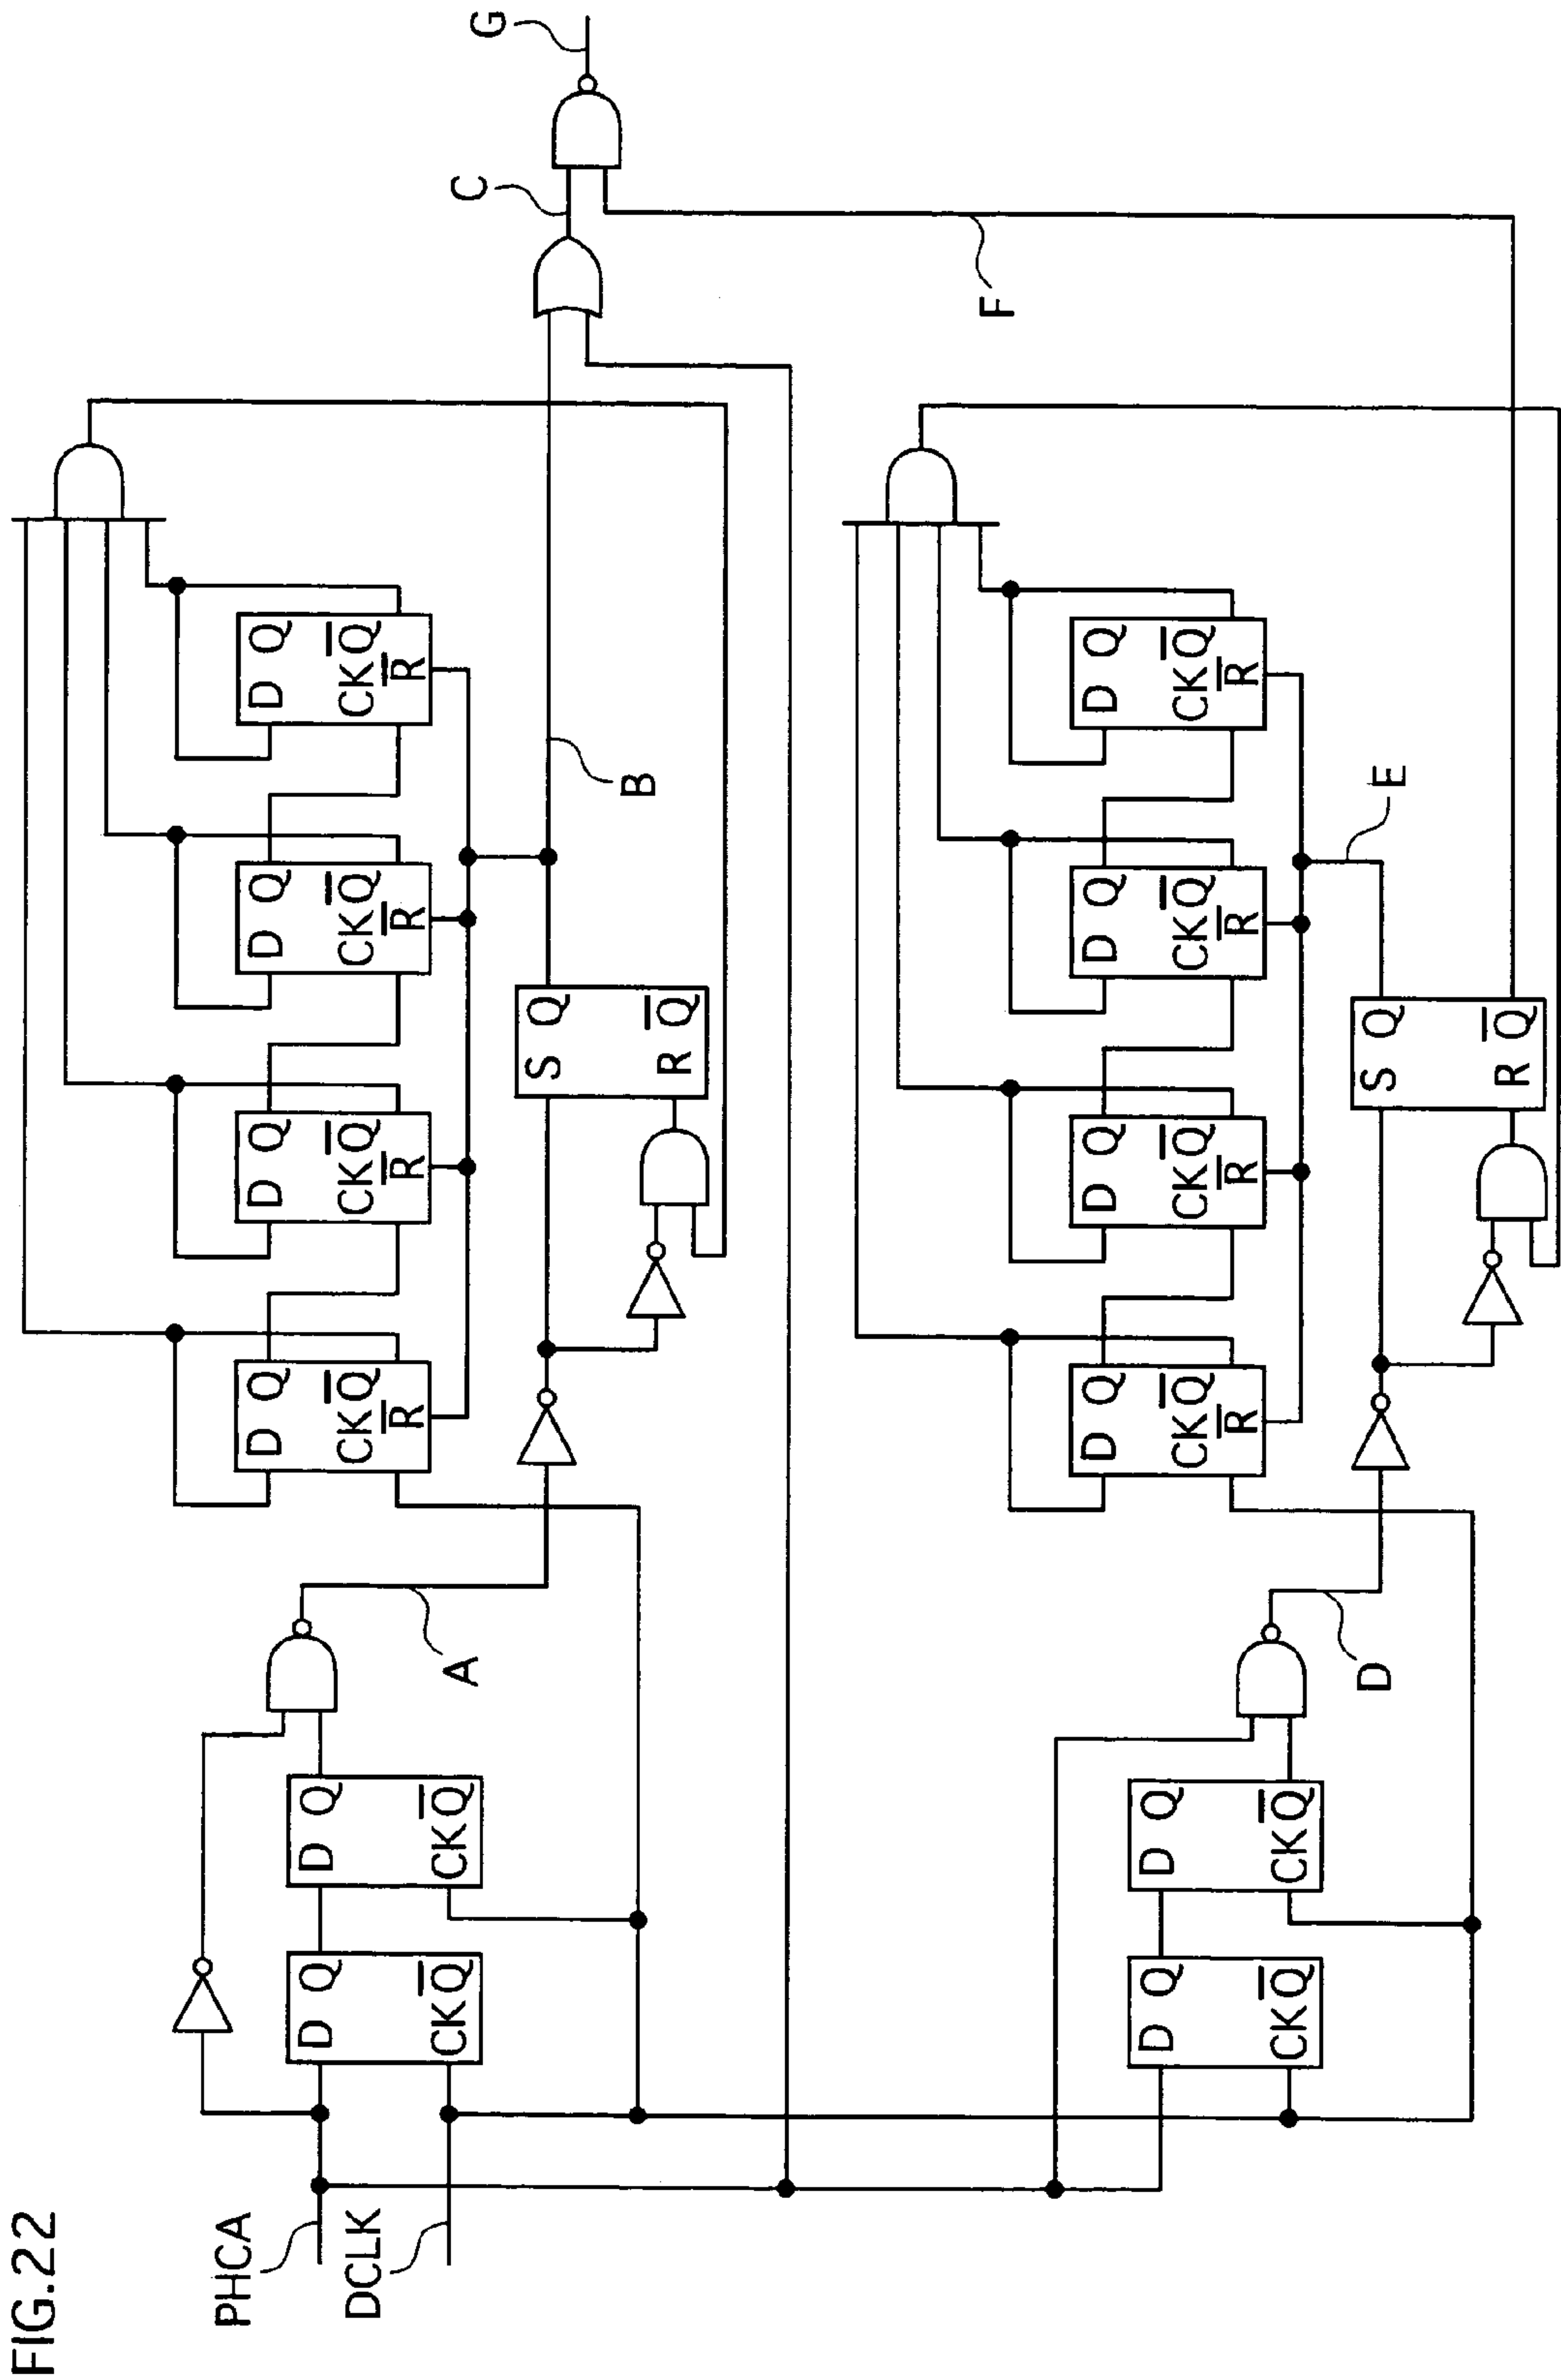 FIG.22
PHCA
DCLK
D Q
CK Q̅
D Q
CK Q̅
A
D Q
CK Q̅
R̅
D Q
CK Q̅
R̅
D Q
CK Q̅
R̅
D Q
CK Q̅
R̅
S Q
R Q̅
B
C
G
D Q
CK Q̅
D Q
CK Q̅
D
D Q
CK Q̅
R̅
D Q
CK Q̅
R̅
D Q
CK Q̅
R̅
D Q
CK Q̅
R̅
S Q
R Q̅
E
F